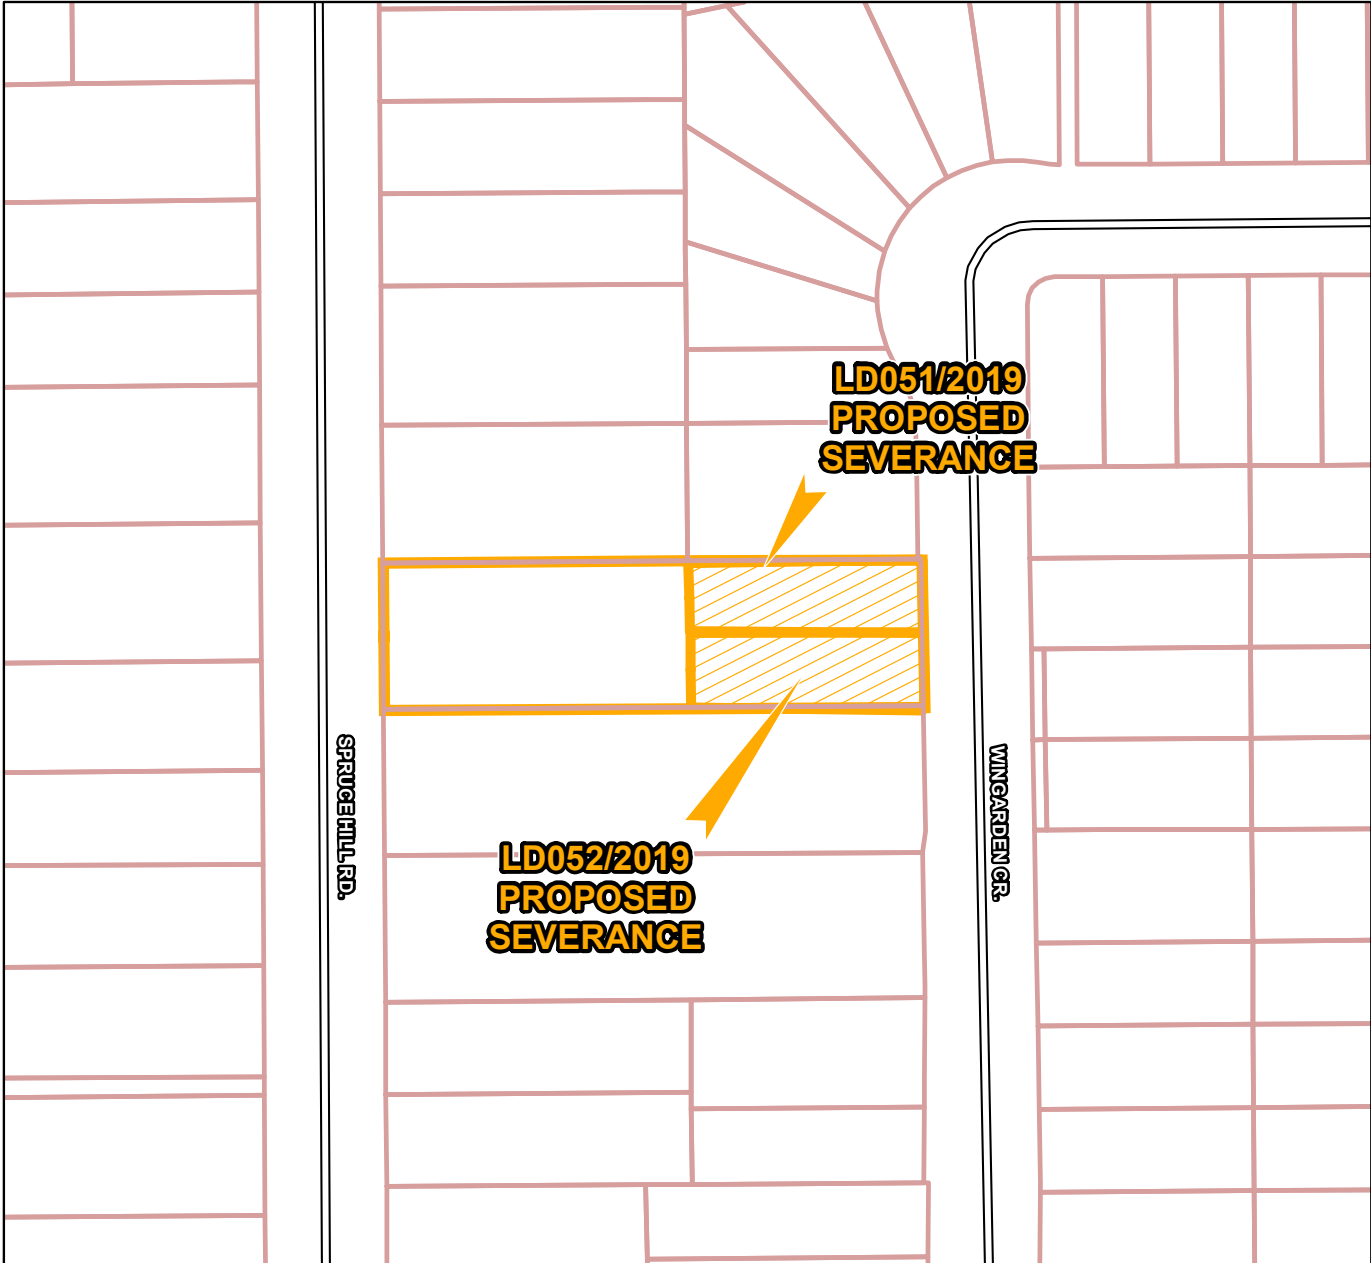 LD051/2019
PROPOSED
SEVERANCE
SPRUCE HILL RD.
WINGARDEN CR.
LD052/2019
PROPOSED
SEVERANCE